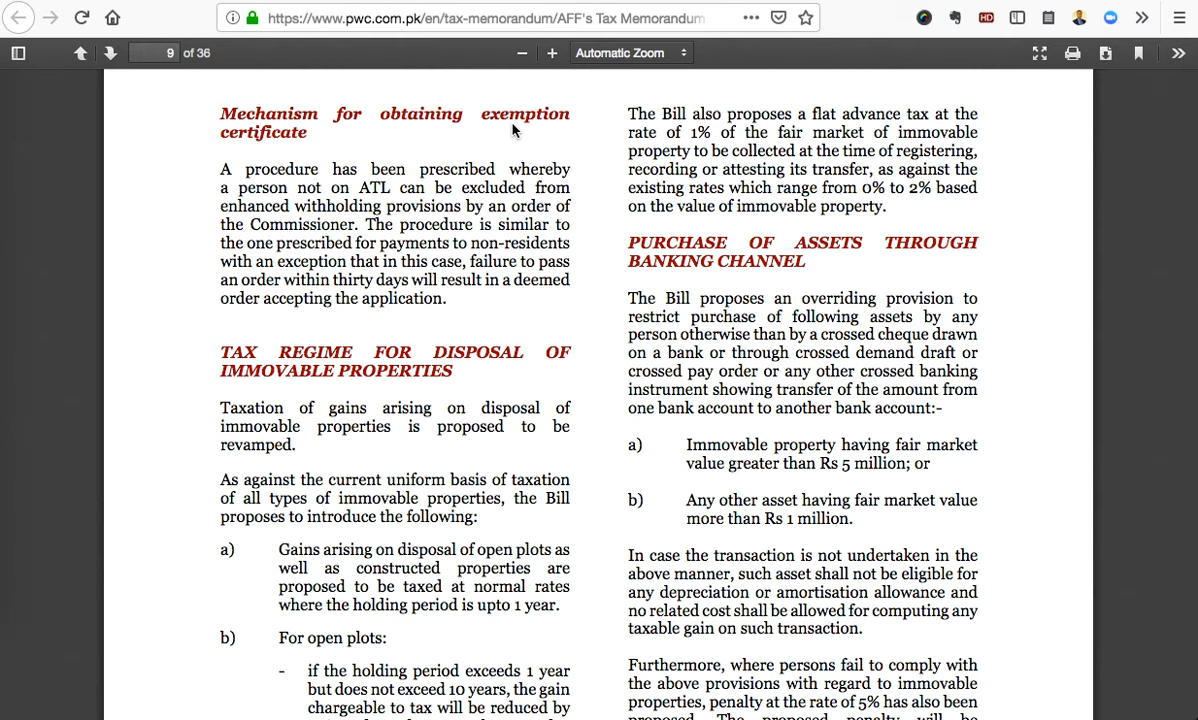 https://www.pwc.com.pk/en/tax-memorandum/AFF's Tax Memorandum
HD
9 of 36
Automatic Zoom
Mechanism for obtaining exemption
certificate
A procedure has been prescribed whereby
a person not on ATL can be excluded from
enhanced withholding provisions by an order of
the Commissioner. The procedure is similar to
the one prescribed for payments to non-residents
with an exception that in this case, failure to pass
an order within thirty days will result in a deemed
order accepting the application.
TAX REGIME FOR DISPOSAL OF
IMMOVABLE PROPERTIES
Taxation of gains arising on disposal of
immovable properties is proposed to be
revamped.
As against the current uniform basis of taxation
of all types of immovable properties, the Bill
proposes to introduce the following:
a) Gains arising on disposal of open plots as
well as constructed properties are
proposed to be taxed at normal rates
where the holding period is upto 1 year.
b) For open plots:
- if the holding period exceeds 1 year
but does not exceed 10 years, the gain
chargeable to tax will be reduced by
The Bill also proposes a flat advance tax at the
rate of 1% of the fair market of immovable
property to be collected at the time of registering,
recording or attesting its transfer, as against the
existing rates which range from 0% to 2% based
on the value of immovable property.
PURCHASE OF ASSETS THROUGH
BANKING CHANNEL
The Bill proposes an overriding provision to
restrict purchase of following assets by any
person otherwise than by a crossed cheque drawn
on a bank or through crossed demand draft or
crossed pay order or any other crossed banking
instrument showing transfer of the amount from
one bank account to another bank account:-
a) Immovable property having fair market
value greater than Rs 5 million; or
b) Any other asset having fair market value
more than Rs 1 million.
In case the transaction is not undertaken in the
above manner, such asset shall not be eligible for
any depreciation or amortisation allowance and
no related cost shall be allowed for computing any
taxable gain on such transaction.
Furthermore, where persons fail to comply with
the above provisions with regard to immovable
properties, penalty at the rate of 5% has also been
proposed. The proposed penalty will be